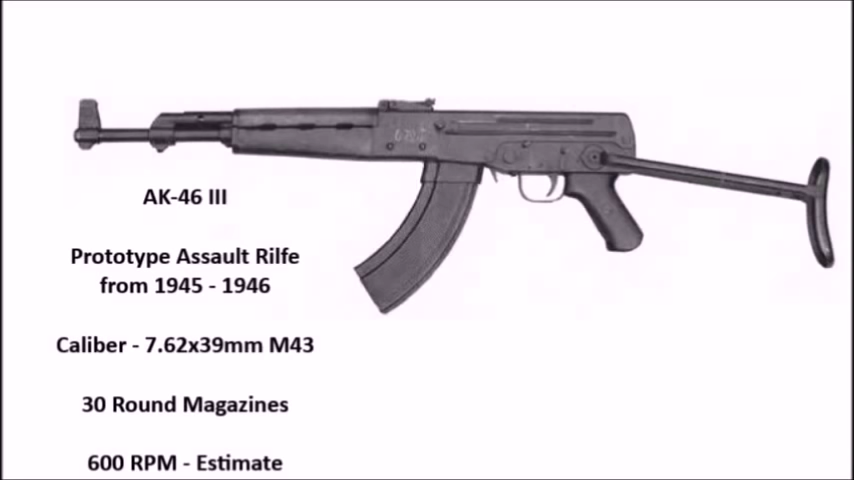 AK-46 III
Prototype Assault Rilfe
from 1945 - 1946
Caliber - 7.62x39mm M43
30 Round Magazines
600 RPM - Estimate